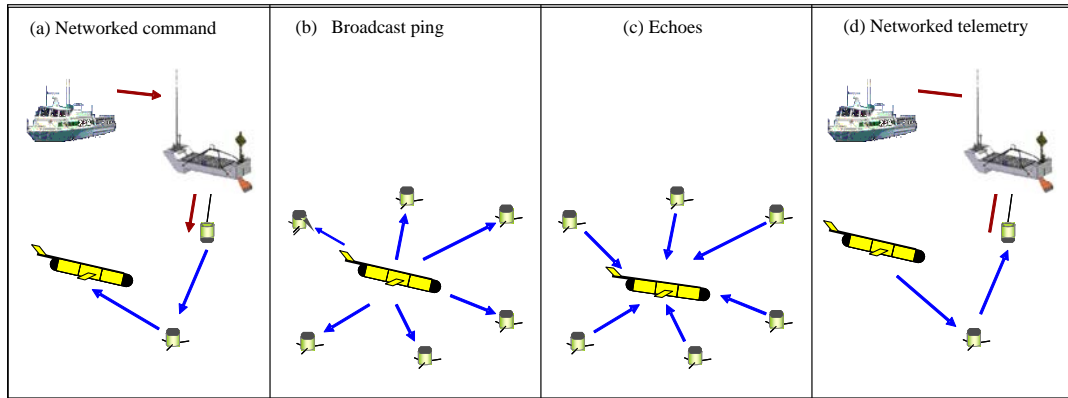 (a) Networked command
(b) Broadcast ping
(c) Echoes
(d) Networked telemetry